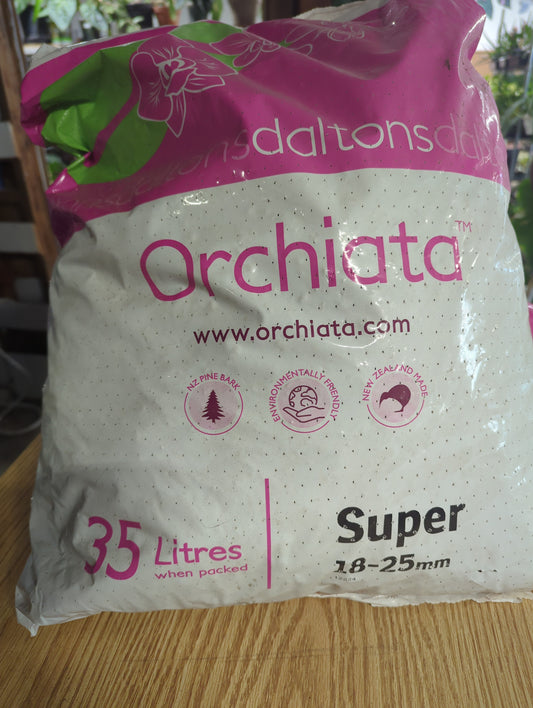 daltons
Orchiata™
www.orchiata.com
NZ PINE BARK
ENVIRONMENTALLY FRIENDLY
NEW ZEALAND MADE
35 Litres
when packed
Super
18-25mm